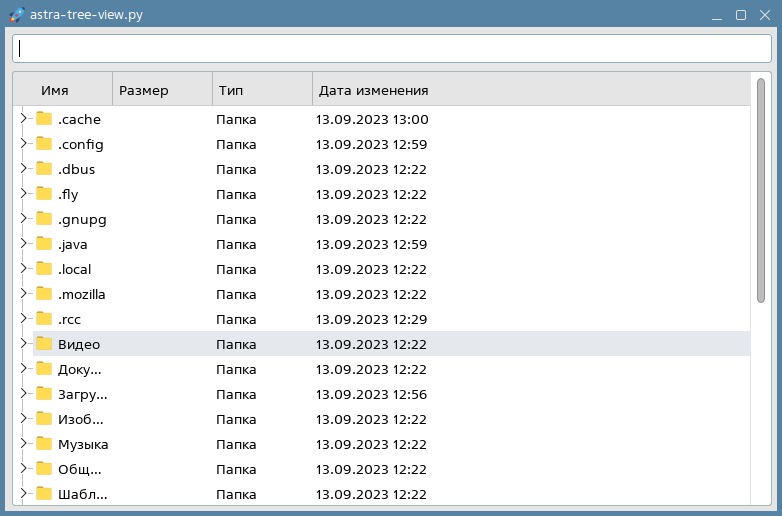 astra-tree-view.py
Имя Размер Тип Дата изменения
.cache Папка 13.09.2023 13:00
.config Папка 13.09.2023 12:59
.dbus Папка 13.09.2023 12:22
.fly Папка 13.09.2023 12:22
.gnupg Папка 13.09.2023 12:22
.java Папка 13.09.2023 12:59
.local Папка 13.09.2023 12:22
.mozilla Папка 13.09.2023 12:22
.rcc Папка 13.09.2023 12:29
Видео Папка 13.09.2023 12:22
Доку... Папка 13.09.2023 12:22
Загру... Папка 13.09.2023 12:56
Изоб... Папка 13.09.2023 12:22
Музыка Папка 13.09.2023 12:22
Общ... Папка 13.09.2023 12:22
Шабл... Папка 13.09.2023 12:22